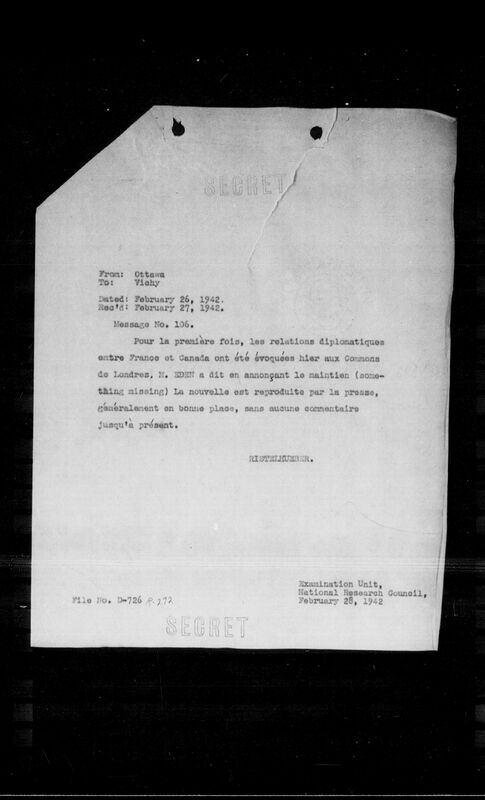 SECRET
From: Ottawa
To: Vichy
Dated: February 26, 1942.
Rec'd: February 27, 1942.
Message No. 106.
Pour la première fois, les relations diplomatiques
entre France et Canada ont été évoquées hier aux Commons
de Londres, M. EDEN a dit en annonçant le maintien (some-
thing missing) La nouvelle est reproduite par la presse,
généralement en bonne place, sans aucune commentaire
jusqu'à présent.
RISTELHUEBER.
Examination Unit,
National Research Council,
February 28, 1942
File No. D-726
SECRET